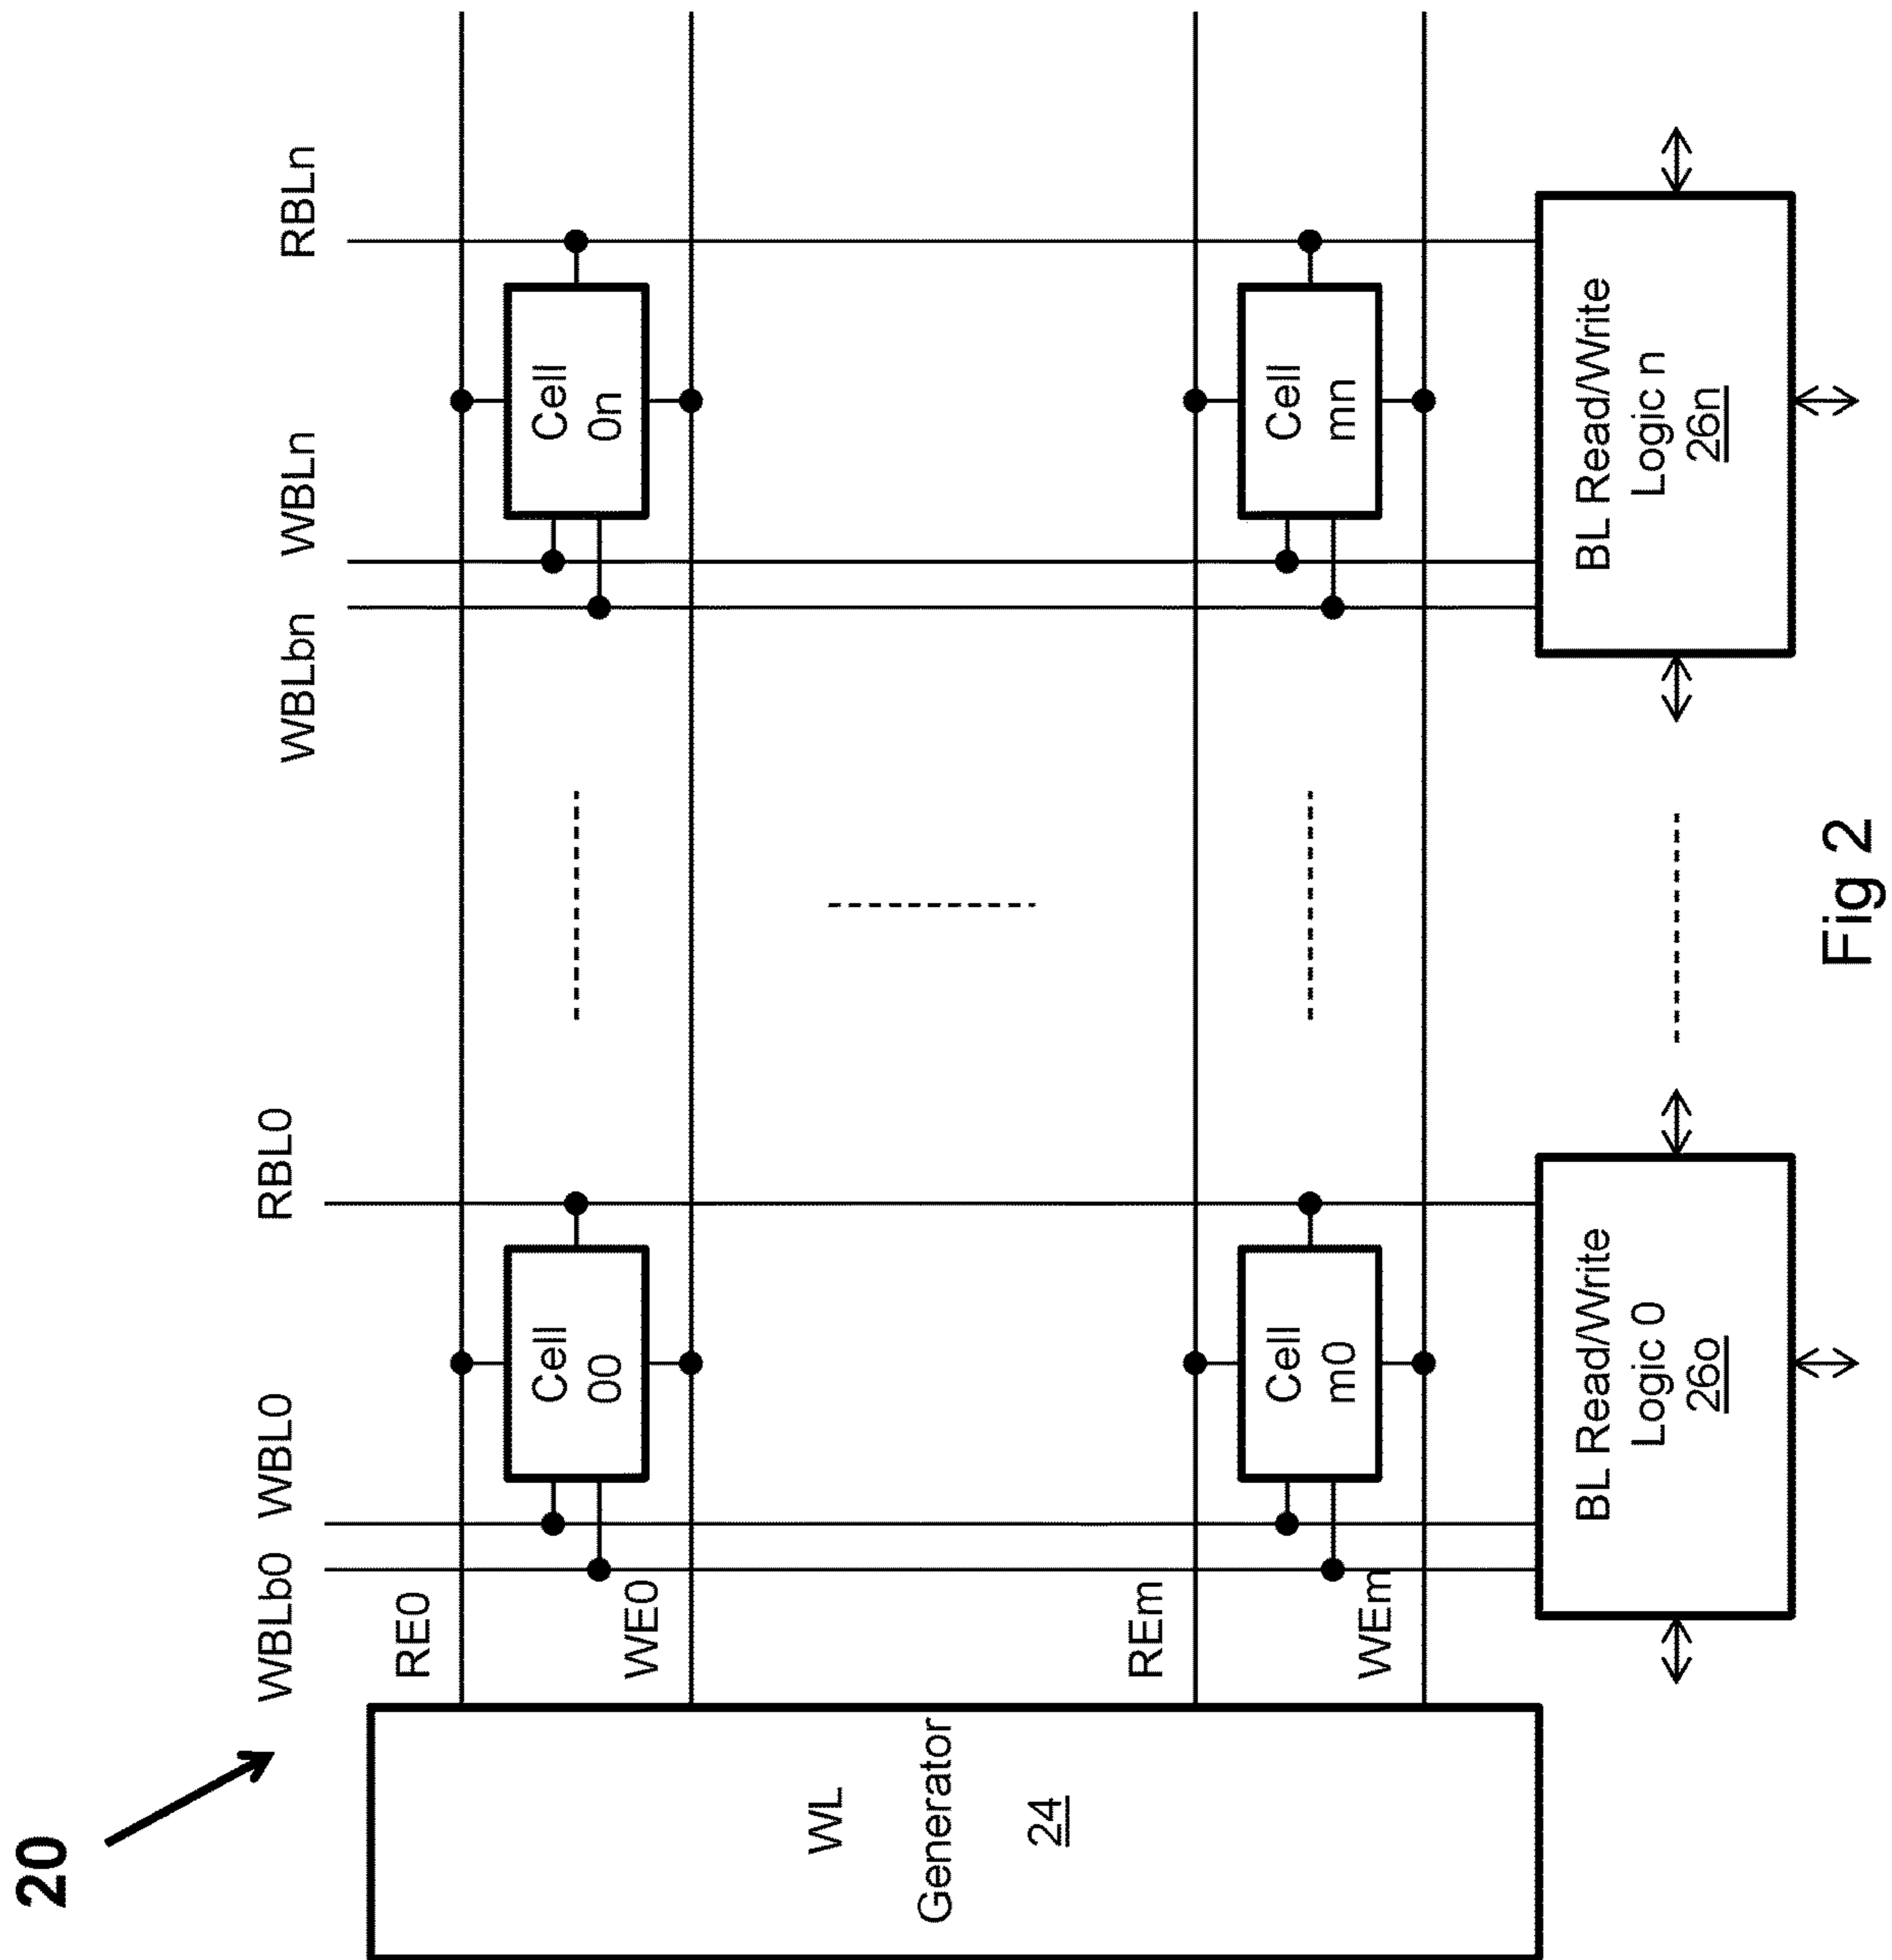 20
WBLb0
WBL0
RBL0
WBLbn
WBLn
RBLn
RE0
Cell
00
Cell
0n
WE0
WL
Generator
24
REm
Cell
m0
Cell
mn
WEm
BL Read/Write
Logic 0
26o
BL Read/Write
Logic n
26n
Fig 2